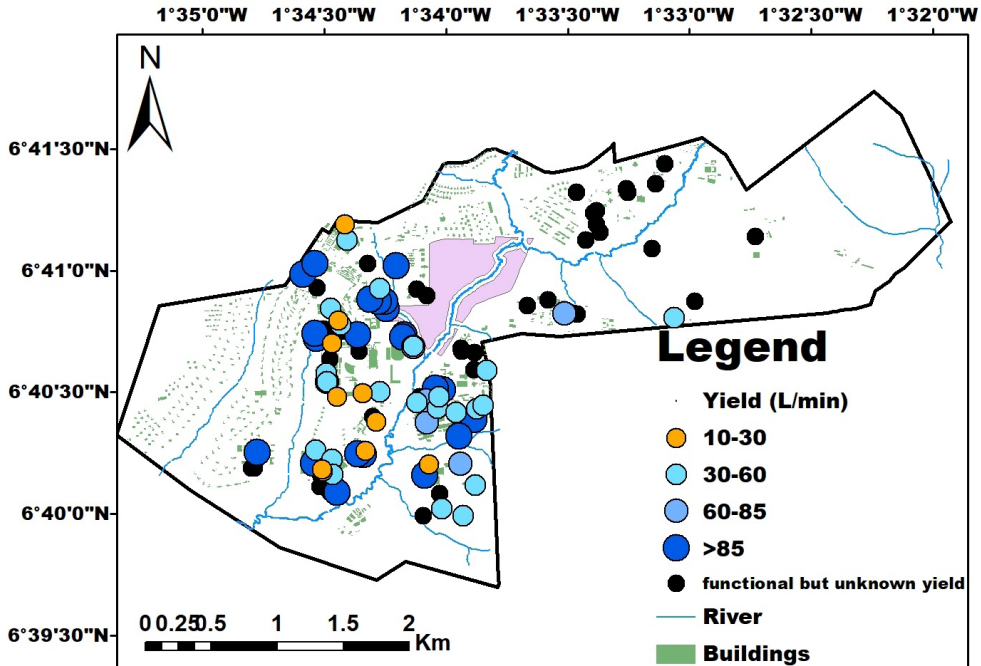 1°35'0"W 1°34'30"W 1°34'0"W 1°33'30"W 1°32'30"W 1°32'0"W
N
6°41'30"N
6°41'0"N
Legend
6°40'30"N
Yield (L/min)
10-30
30-60
6°40'0"N
60-85
>85
functional but unknown yield
River
0 0.25 0.5 1 1.5 2
Km
6°39'30"N
Buildings